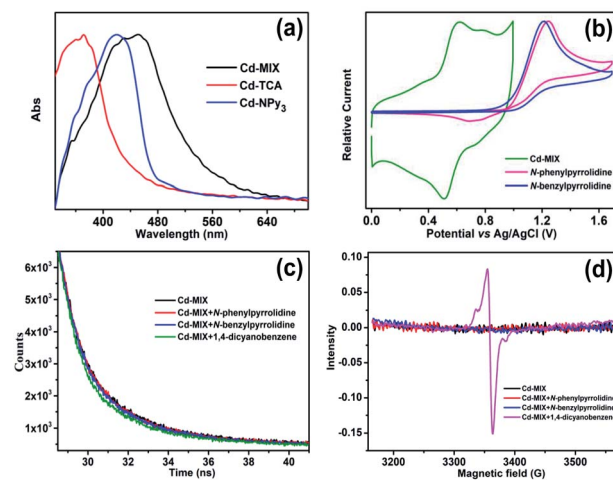 (a)
Cd-MIX
Cd-TCA
Cd-NPy3
Abs
Wavelength (nm)
400 480 560 640
(b)
Relative Current
Cd-MIX
N-phenylpyrrolidine
N-benzylpyrrolidine
0.0 0.4 0.8 1.2 1.6
Potential vs Ag/AgCl (V)
(c)
Cd-MIX
Cd-MIX+N-phenylpyrrolidine
Cd-MIX+N-benzylpyrrolidine
Cd-MIX+1,4-dicyanobenzene
6x10³
5x10³
4x10³
3x10³
2x10³
1x10³
Counts
30 32 34 36 38 40
Time (ns)
(d)
0.10
0.05
0.00
-0.05
-0.10
-0.15
Intensity
Cd-MIX
Cd-MIX+N-phenylpyrrolidine
Cd-MIX+N-benzylpyrrolidine
Cd-MIX+1,4-dicyanobenzene
3200 3300 3400 3500
Magnetic field (G)